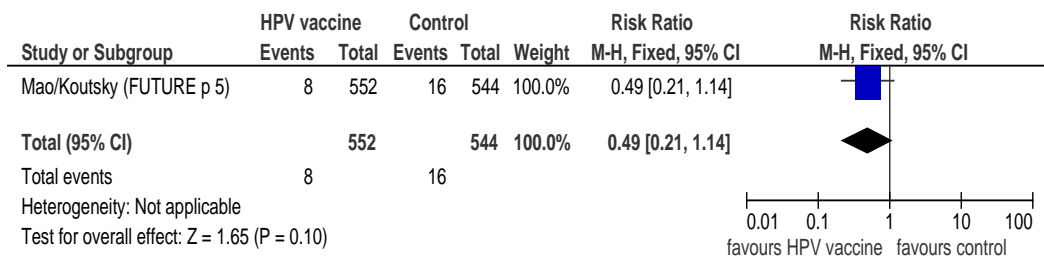 HPV vaccine Control Risk Ratio Risk Ratio
Study or Subgroup Events Total Events Total Weight M-H, Fixed, 95% CI M-H, Fixed, 95% CI
Mao/Koutsky (FUTURE p 5) 8 552 16 544 100.0% 0.49 [0.21, 1.14]
Total (95% CI) 552 544 100.0% 0.49 [0.21, 1.14]
Total events 8 16
Heterogeneity: Not applicable
Test for overall effect: Z = 1.65 (P = 0.10)
0.01 0.1 1 10 100
favours HPV vaccine favours control